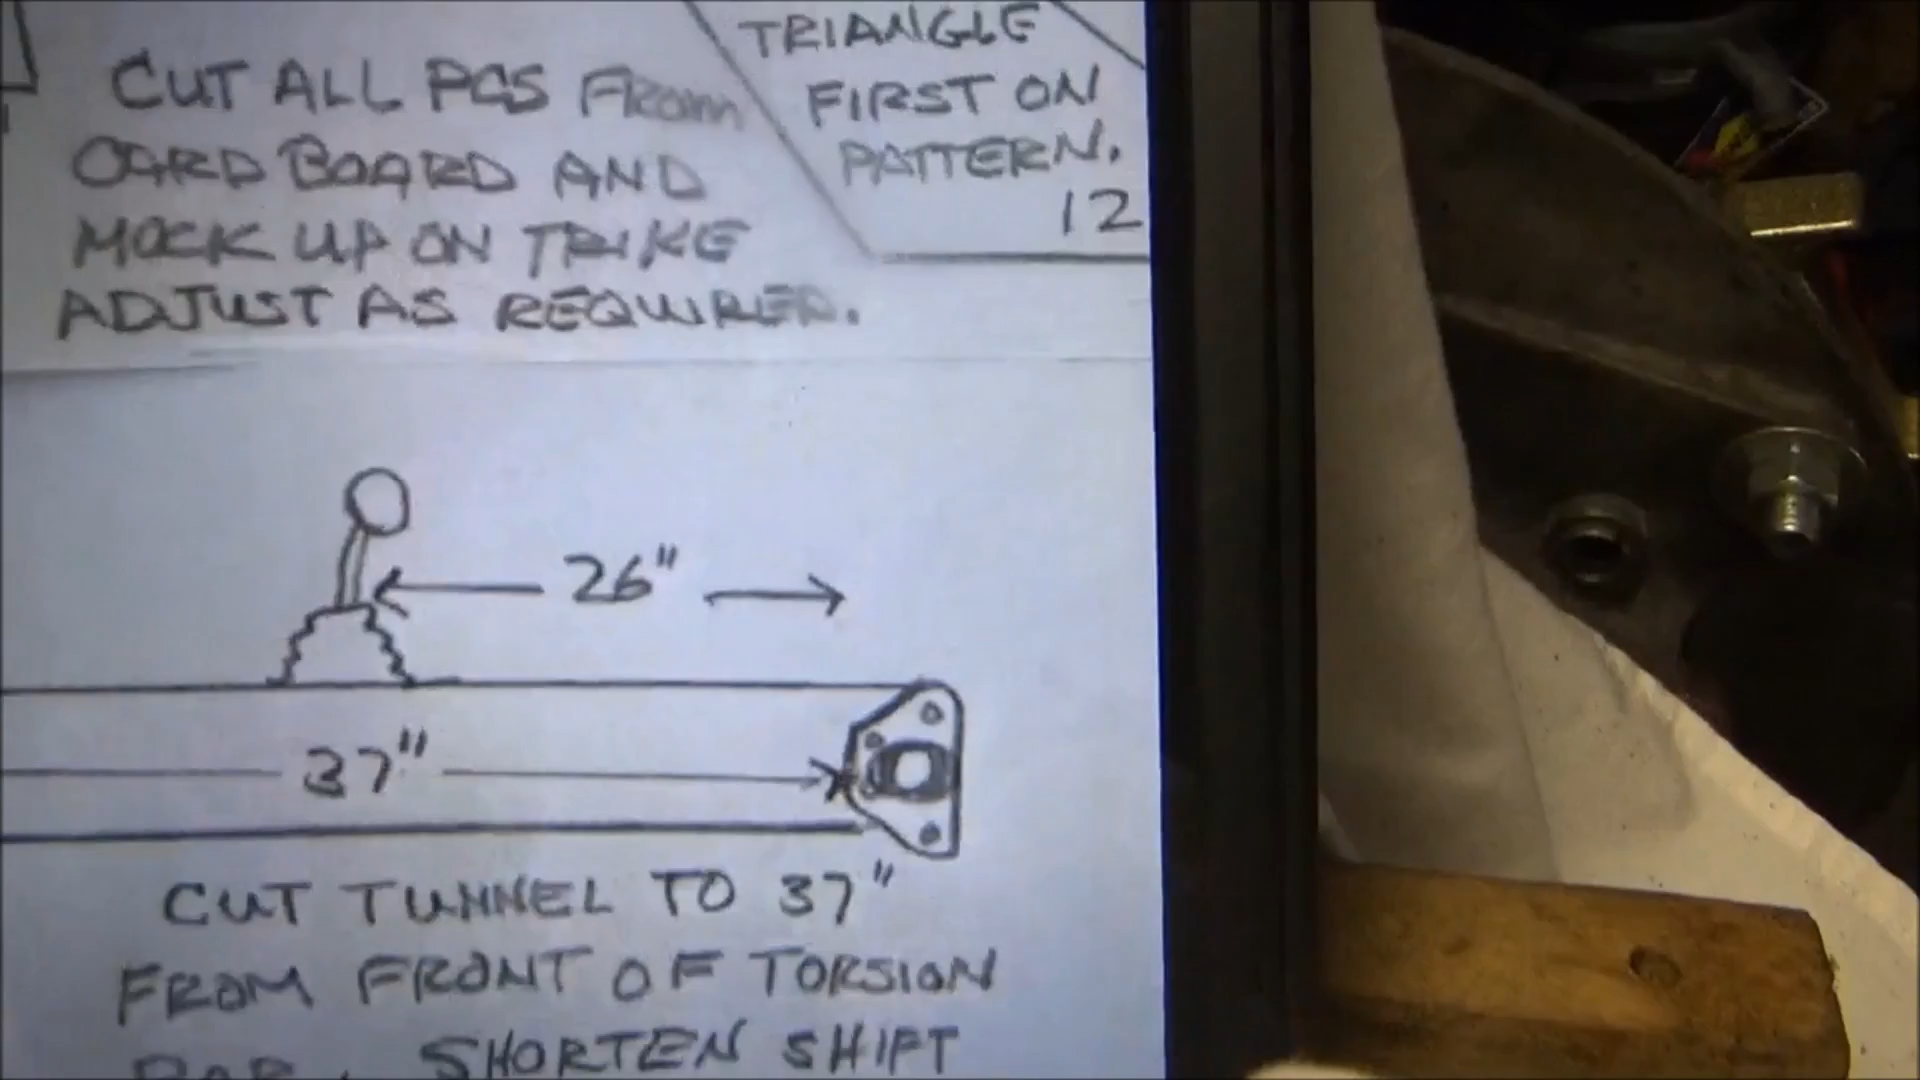 CUT ALL PCS FROM
CARD BOARD AND
MOCK UP ON TRIKE
ADJUST AS REQUIRED.
TRIANGLE
FIRST ON
PATTERN.
12
26"
37"
CUT TUNNEL TO 37"
FROM FRONT OF TORSION
BAR. SHORTEN SHIFT